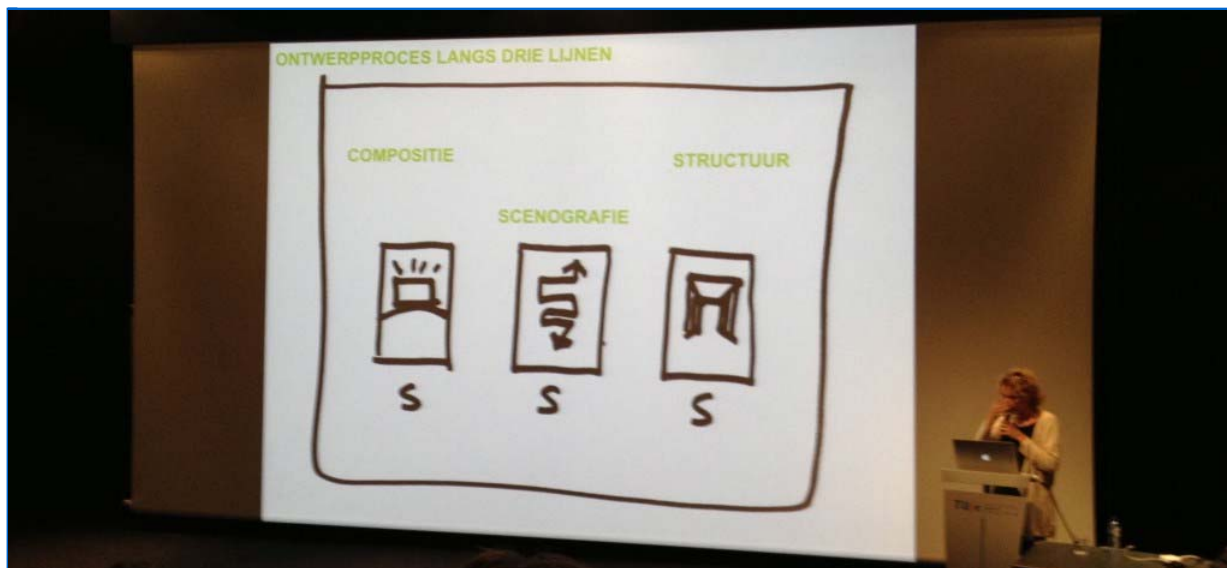 ONTWERPPROCES LANGS DRIE LIJNEN
COMPOSITIE
STRUCTUUR
SCENOGRAFIE
S
S
S